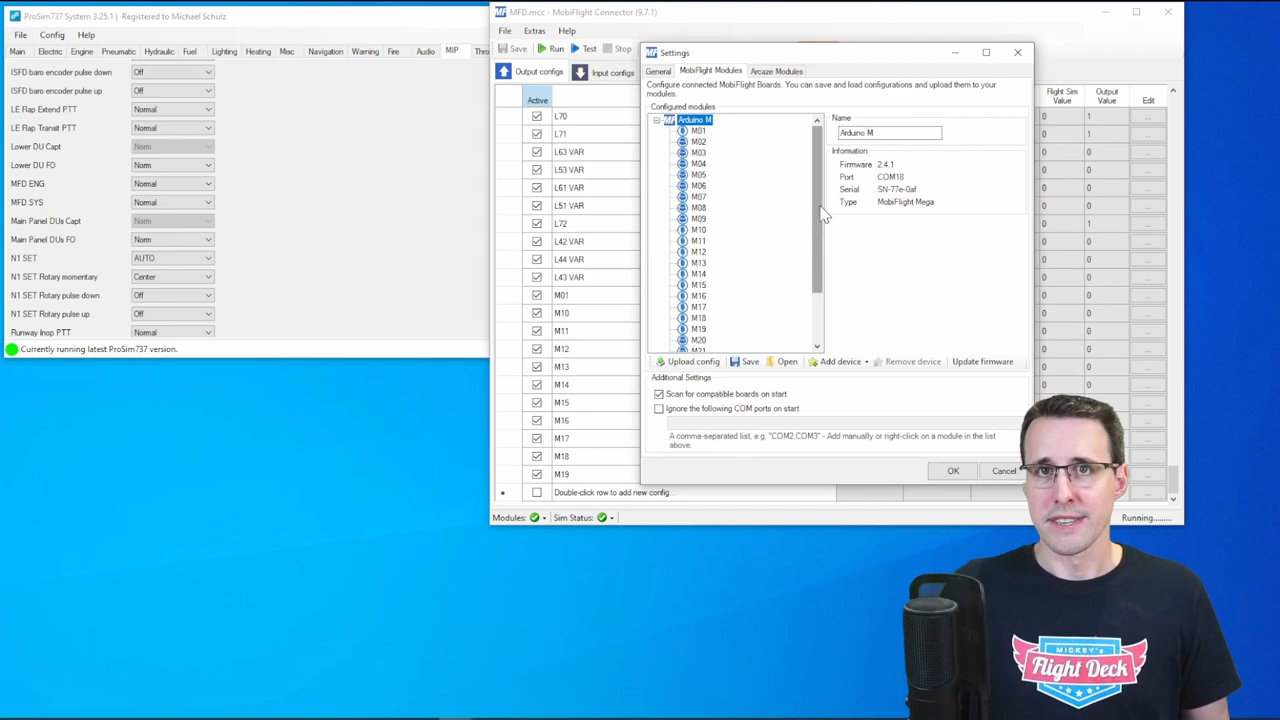 ProSim737 System 3.25.1 | Registered to Michael Schulz
File Config Help
Main Electric Engine Pneumatic Hydraulic Fuel Lighting Heating Misc Navigation Warning Fire Audio MIP Thro
ISFD baro encoder pulse down Off
ISFD baro encoder pulse up Off
LE Flap Extend PTT Normal
LE Flap Transit PTT Normal
Lower DU Capt Normal
Lower DU FO Normal
MFD ENG Normal
MFD SYS Normal
Main Panel DUs Capt Norm
Main Panel DUs FO Norm
N1 SET AUTO
N1 SET Rotary momentary Center
N1 SET Rotary pulse down Off
N1 SET Rotary pulse up Off
Runway Inop PTT Normal
Currently running latest ProSim737 version.
MFD.mcc - MobiFlight Connector (9.7.1)
File Extras Help
Save Run Test Stop
Output configs Input configs
Active
Flight Sim Value
Output Value
Edit
L70 0 1 ...
L71 0 1 ...
L63 VAR 0 0 ...
L53 VAR 0 0 ...
L61 VAR 0 0 ...
L51 VAR 0 0 ...
L72 0 1 ...
L42 VAR 0 0 ...
L44 VAR 0 0 ...
L43 VAR 0 0 ...
M01 0 0 ...
M10 0 0 ...
M11 0 0 ...
M12 0 0 ...
M13 0 0 ...
M14 0 0 ...
M15
M16
M17
M18
M19
Double-click row to add new config...
Modules: Sim Status: Running.........
MF Settings
General MobiFlight Modules Arcaze Modules
Configure connected MobiFlight Boards. You can save and load configurations and upload them to your
modules.
Configured modules
MF Arduino M
M01
M02
M03
M04
M05
M06
M07
M08
M09
M10
M11
M12
M13
M14
M15
M16
M17
M18
M19
M20
M21
Name
Arduino M
Information
Firmware 2.4.1
Port COM18
Serial SN-77e-0af
Type MobiFlight Mega
Upload config Save Open Add device Remove device Update firmware
Additional Settings
Scan for compatible boards on start
Ignore the following COM ports on start
A comma-separated list, e.g. "COM2,COM3" - Add manually or right-click on a module in the list
above.
OK Cancel
MICKEY's
Flight Deck